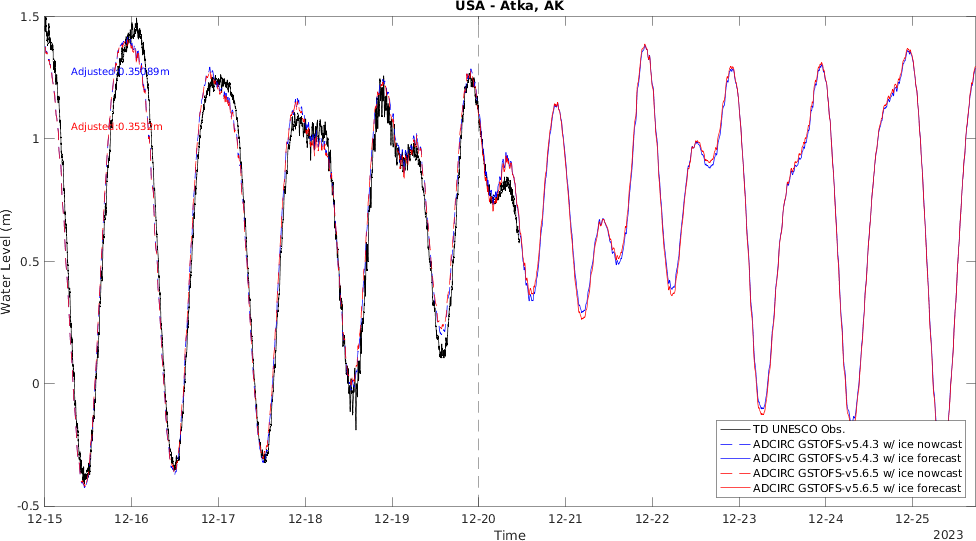 USA - Atka, AK
1.5
1
0.5
0
-0.5
Water Level (m)
Adjusted:0.35089m
Adjusted:0.3532m
TD UNESCO Obs.
ADCIRC GSTOFS-v5.4.3 w/ ice nowcast
ADCIRC GSTOFS-v5.4.3 w/ ice forecast
ADCIRC GSTOFS-v5.6.5 w/ ice nowcast
ADCIRC GSTOFS-v5.6.5 w/ ice forecast
12-15 12-16 12-17 12-18 12-19 12-20 12-21 12-22 12-23 12-24 12-25
Time
2023